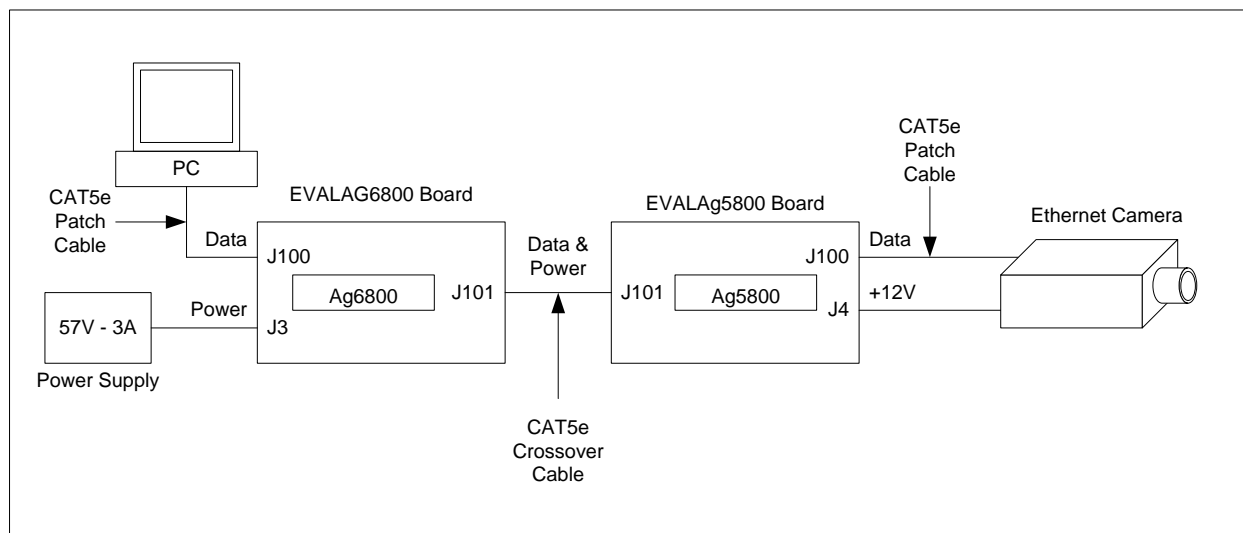 PC
CAT5e
Patch
Cable
Data
Power
57V - 3A
Power Supply
EVALAG6800 Board
J100
Ag6800
J101
J3
Data &
Power
CAT5e
Crossover
Cable
EVALAg5800 Board
J101
Ag5800
J100
J4
Data
+12V
CAT5e
Patch
Cable
Ethernet Camera